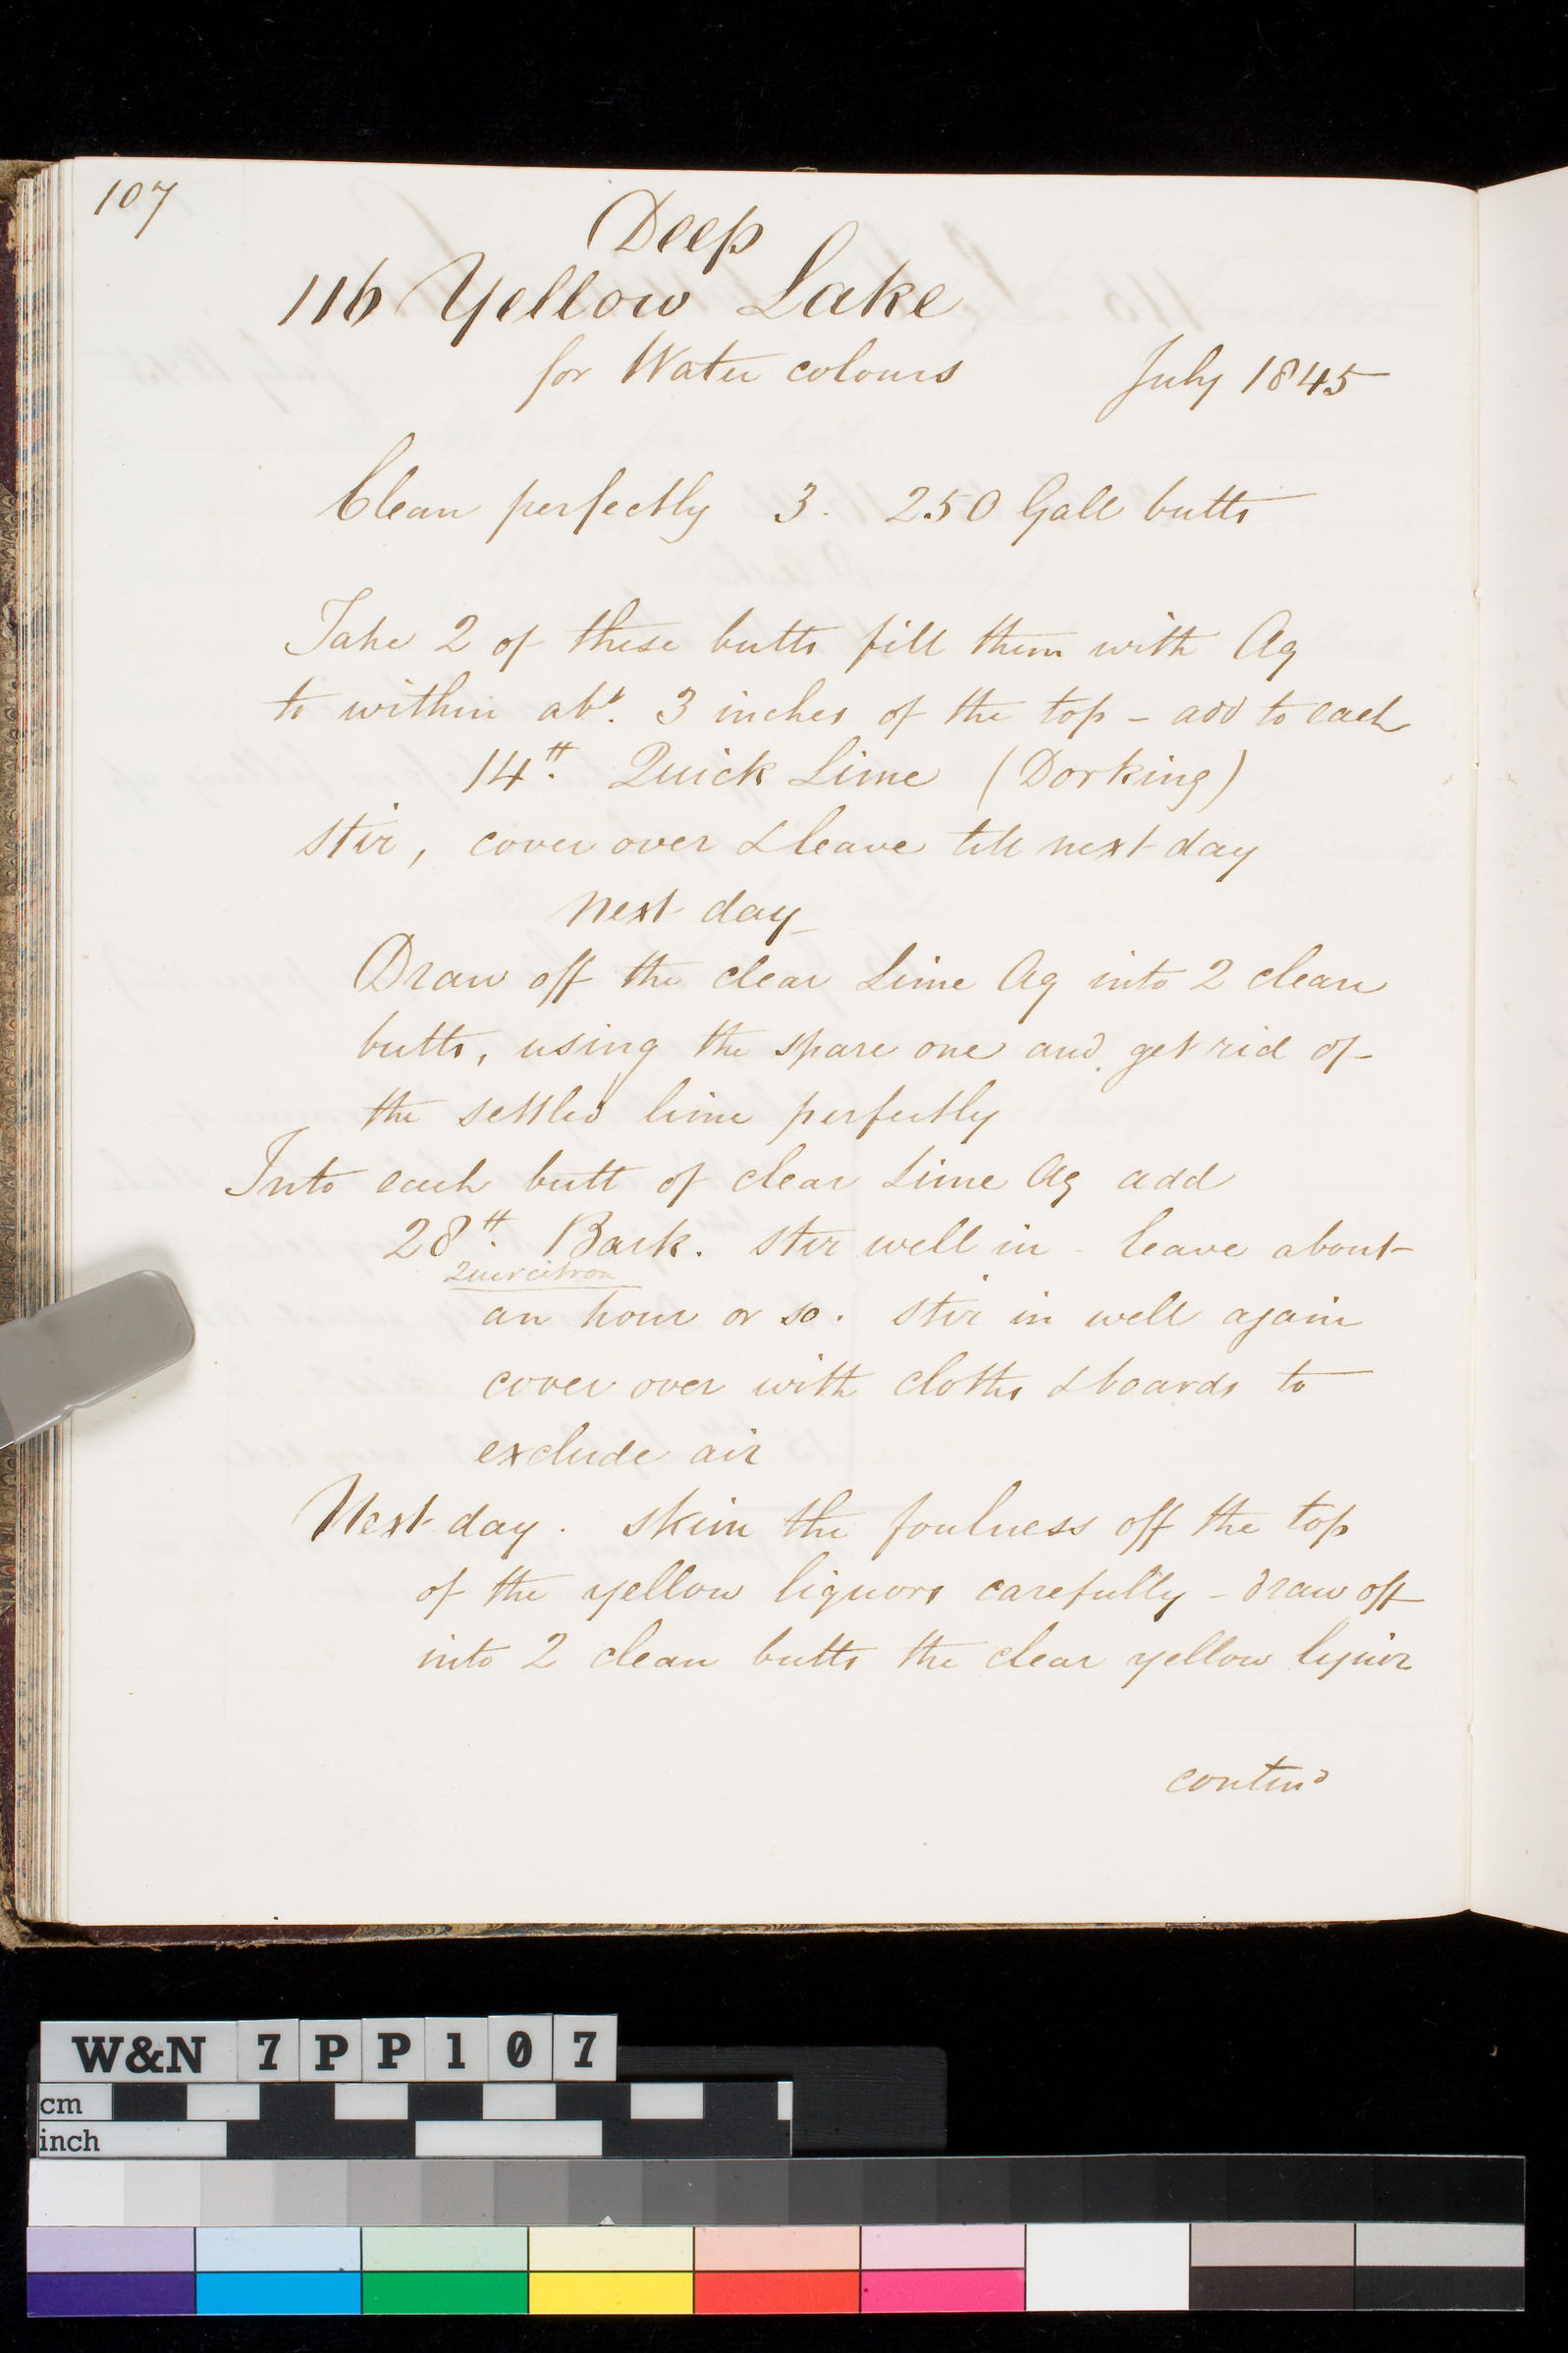 107
Deep
116 Yellow Lake
for Water colours July 1845
Clean perfectly 3. 250 Gall butts
Take 2 of these butts fill them with Aq
to within abt. 3 inches of the top – add to each
14 ℔. Quick Lime (Dorking)
stir, cover over & leave till next day
Next day
Draw off the clear Lime Aq into 2 clean
butts, using the spare one and get rid of
the settled lime perfectly
Into each butt of clear Lime Aq add
28 ℔. Bark. stir well in – leave about
Quercitron
an hour or so. stir in well again
cover over with cloths & boards to
exclude air
Next day. skim the foulness off the top
of the yellow liquors carefully – draw off
into 2 clean butts the clear yellow liquor
contind
W&N 7PP107
cm
inch